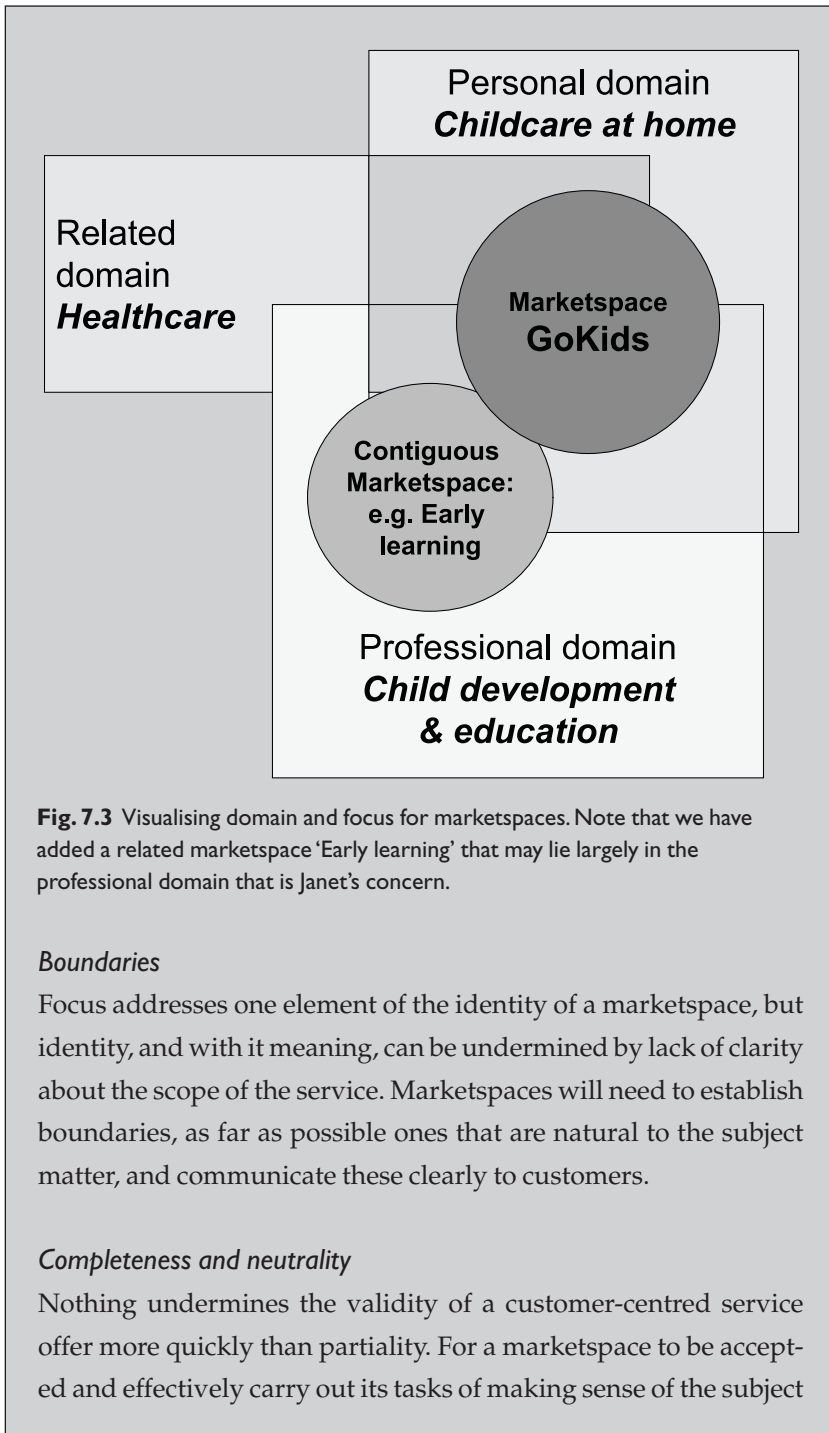 Personal domain
Childcare at home
Related
domain
Healthcare
Marketspace
GoKids
Contiguous
Marketspace:
e.g. Early
learning
Professional domain
Child development
& education
Fig. 7.3 Visualising domain and focus for marketspaces. Note that we have
added a related marketspace ‘Early learning’ that may lie largely in the
professional domain that is Janet’s concern.
Boundaries
Focus addresses one element of the identity of a marketspace, but
identity, and with it meaning, can be undermined by lack of clarity
about the scope of the service. Marketspaces will need to establish
boundaries, as far as possible ones that are natural to the subject
matter, and communicate these clearly to customers.
Completeness and neutrality
Nothing undermines the validity of a customer-centred service
offer more quickly than partiality. For a marketspace to be accept-
ed and effectively carry out its tasks of making sense of the subject